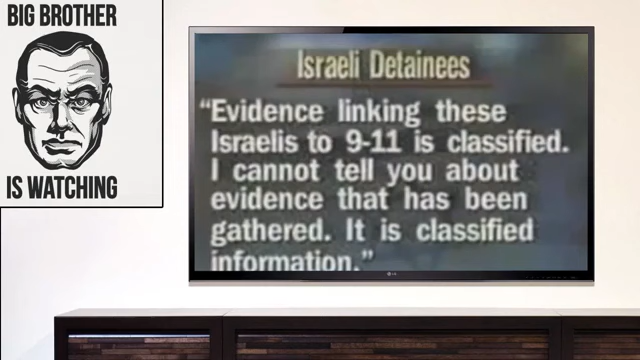 BIG BROTHER
IS WATCHING
Israeli Detainees
“Evidence linking these
Israelis to 9-11 is classified.
I cannot tell you about
evidence that has been
gathered. It is classified
information.”
LG